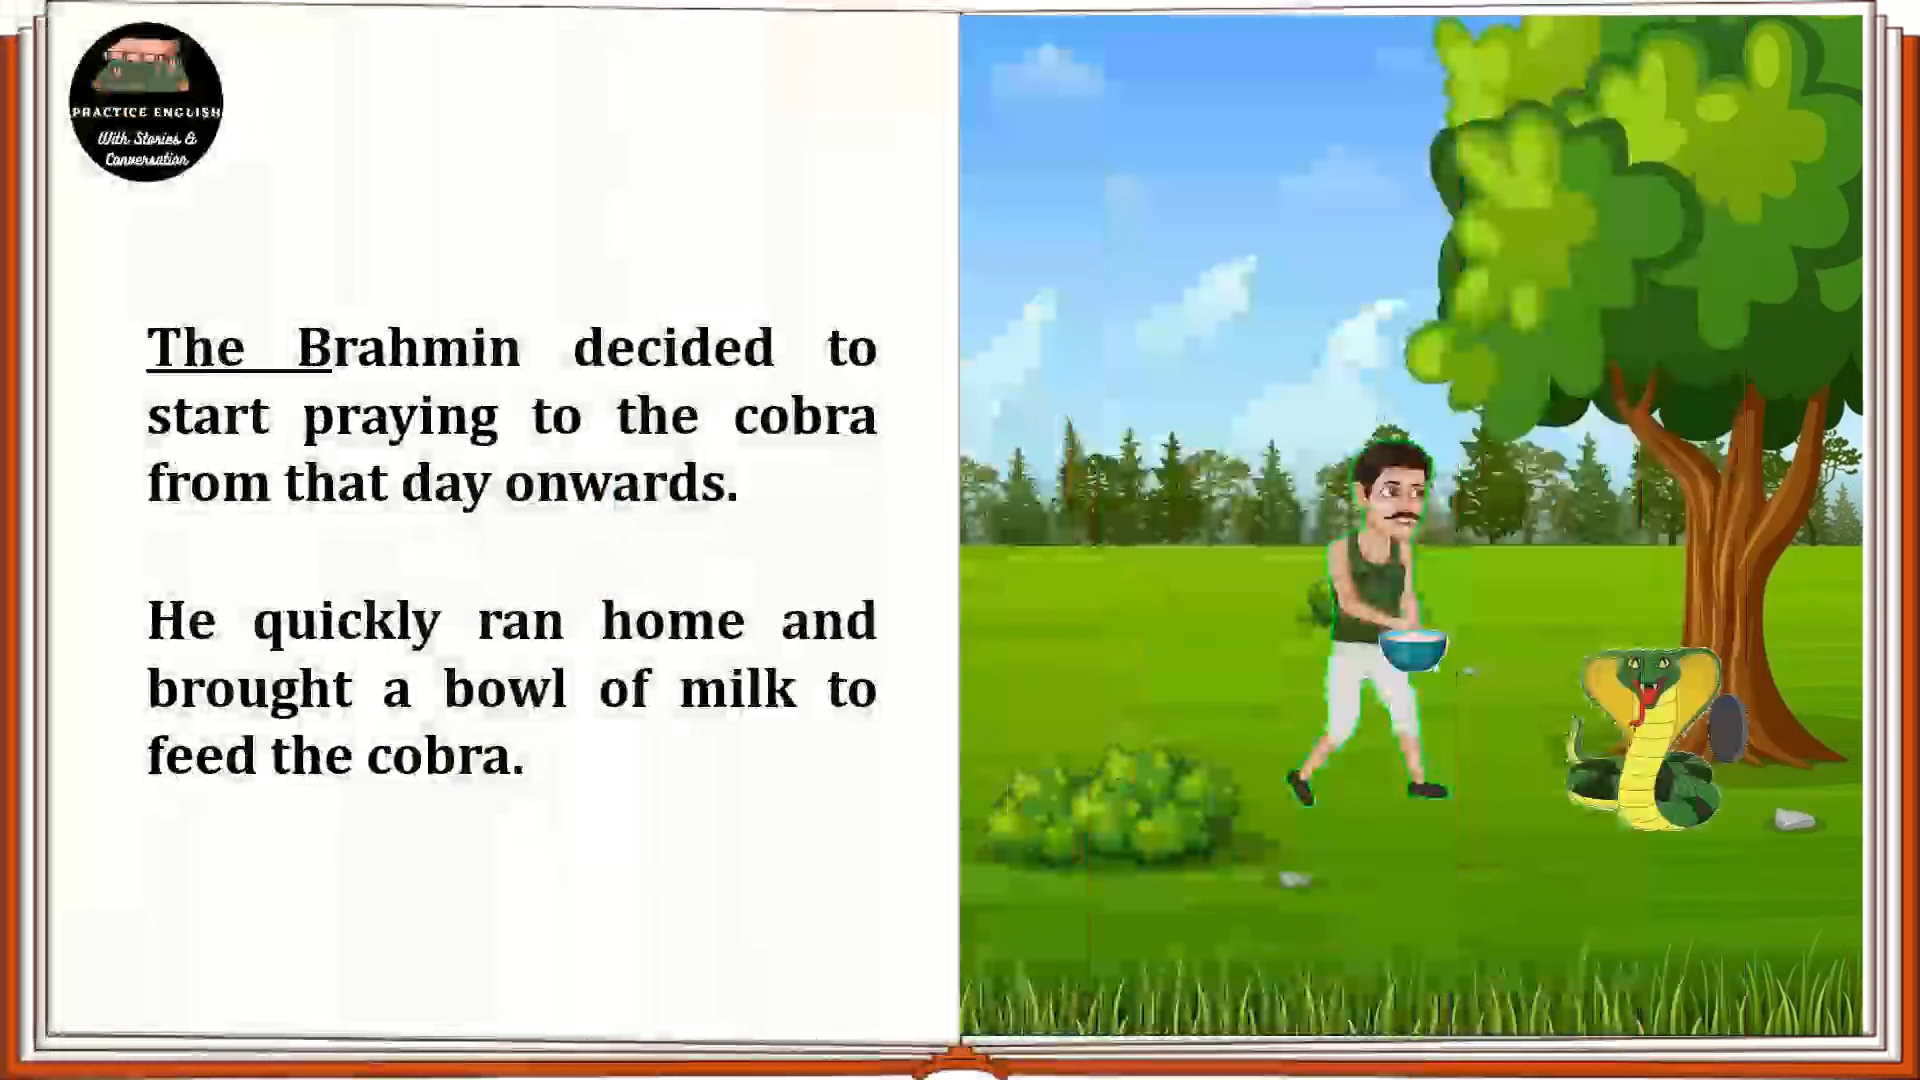 PRACTICE ENGLISH
With Stories &
Conversation
The Brahmin decided to
start praying to the cobra
from that day onwards.
He quickly ran home and
brought a bowl of milk to
feed the cobra.